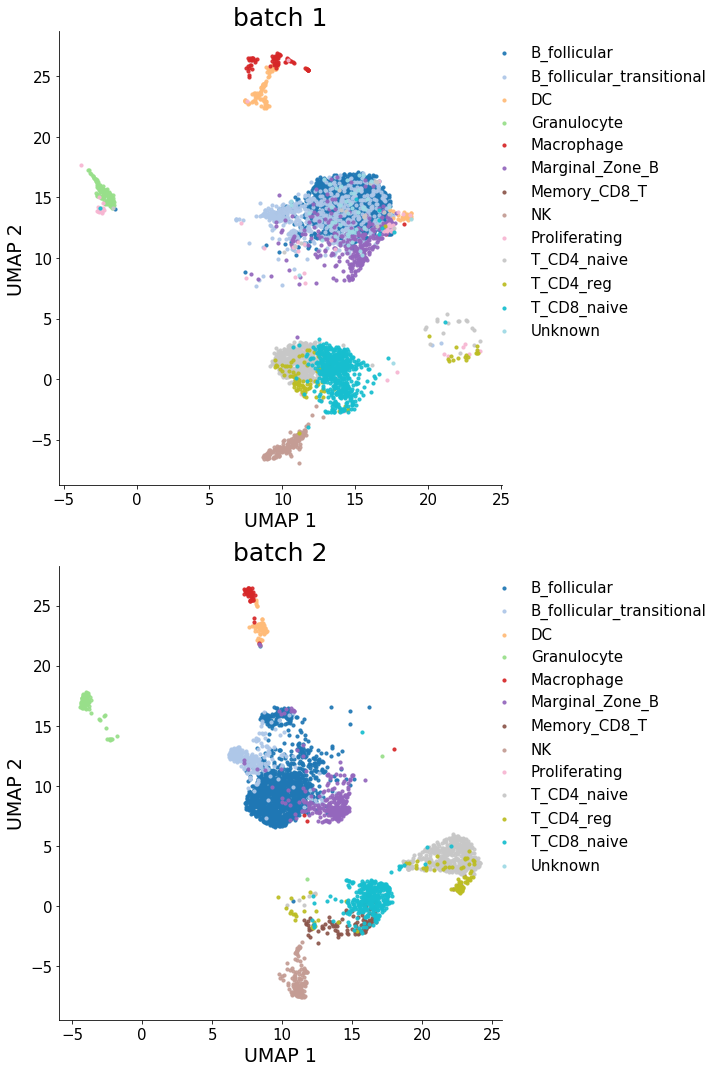 batch 1
UMAP 2
25
20
15
10
5
0
−5
−5
0
5
10
15
20
25
UMAP 1
B_follicular
B_follicular_transitional
DC
Granulocyte
Macrophage
Marginal_Zone_B
Memory_CD8_T
NK
Proliferating
T_CD4_naive
T_CD4_reg
T_CD8_naive
Unknown
batch 2
UMAP 2
25
20
15
10
5
0
−5
−5
0
5
10
15
20
25
UMAP 1
B_follicular
B_follicular_transitional
DC
Granulocyte
Macrophage
Marginal_Zone_B
Memory_CD8_T
NK
Proliferating
T_CD4_naive
T_CD4_reg
T_CD8_naive
Unknown